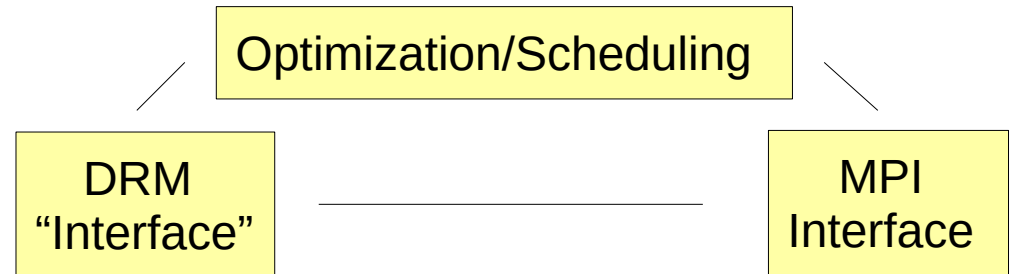 Optimization/Scheduling
DRM
“Interface”
MPI
Interface